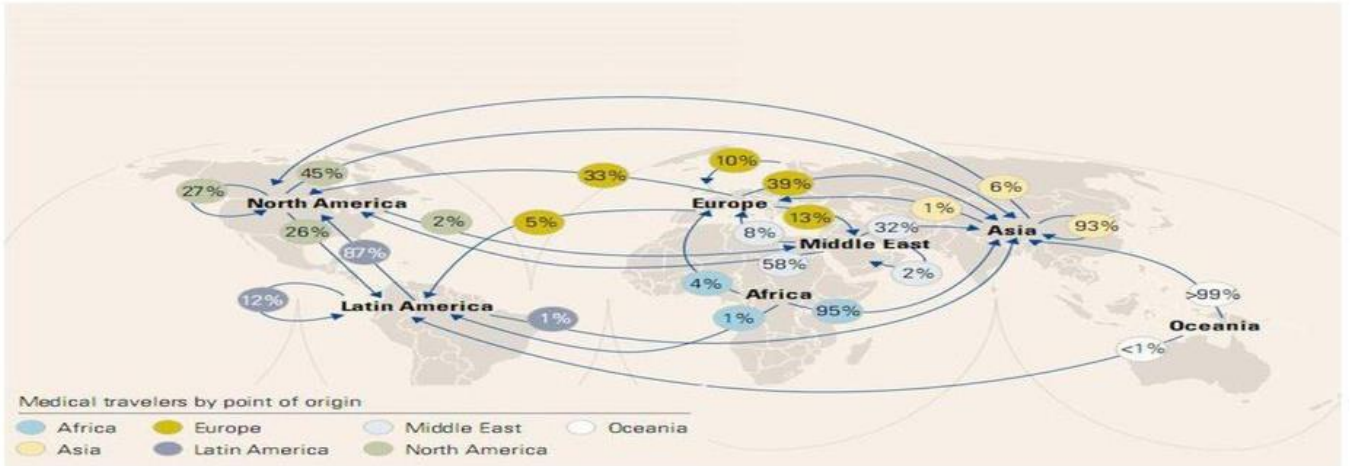 10%
33%
39%
6%
45%
27%
North America
Europe
1%
2%
5%
13%
32%
93%
26%
8%
Asia
Middle East
87%
58%
2%
4%
Africa
>99%
12%
Latin America
1%
1%
95%
Oceania
<1%
Medical travelers by point of origin
Africa Europe Middle East Oceania
Asia Latin America North America